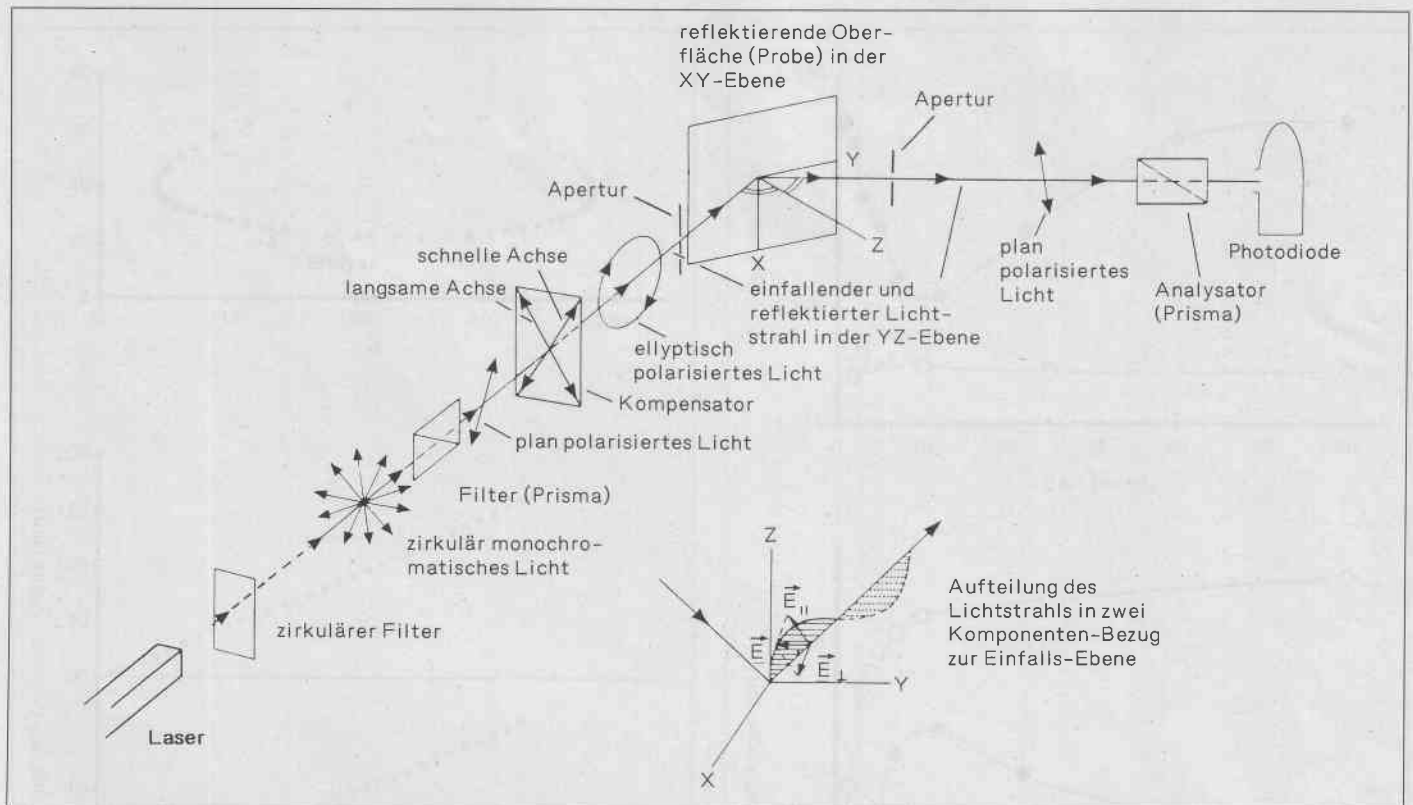 reflektierende Ober-
fläche (Probe) in der
XY-Ebene
Apertur
Y
Apertur
Z
X
plan
polarisiertes
Licht
Photodiode
Analysator
(Prisma)
schnelle Achse
langsame Achse
einfallender und
reflektierter Licht-
strahl in der YZ-Ebene
ellyptisch
polarisiertes Licht
Kompensator
plan polarisiertes Licht
Filter (Prisma)
zirkulär monochro-
matisches Licht
zirkulärer Filter
Laser
Z
E||
E
E⊥
Y
X
Aufteilung des
Lichtstrahls in zwei
Komponenten-Bezug
zur Einfalls-Ebene